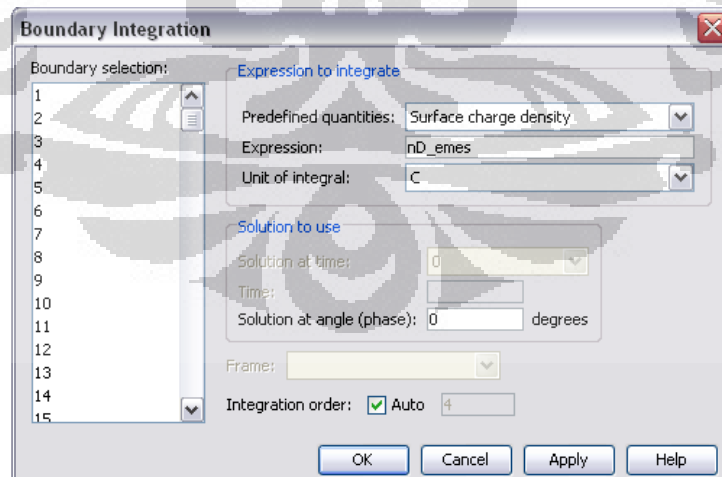 Boundary Integration
Boundary selection:
1
2
3
4
5
6
7
8
9
10
11
12
13
14
15
Expression to integrate
Predefined quantities: Surface charge density
Expression: nD_emes
Unit of integral: C
Solution to use
Solution at time: 0
Time:
Solution at angle (phase): 0 degrees
Frame:
Integration order: Auto 4
OK Cancel Apply Help